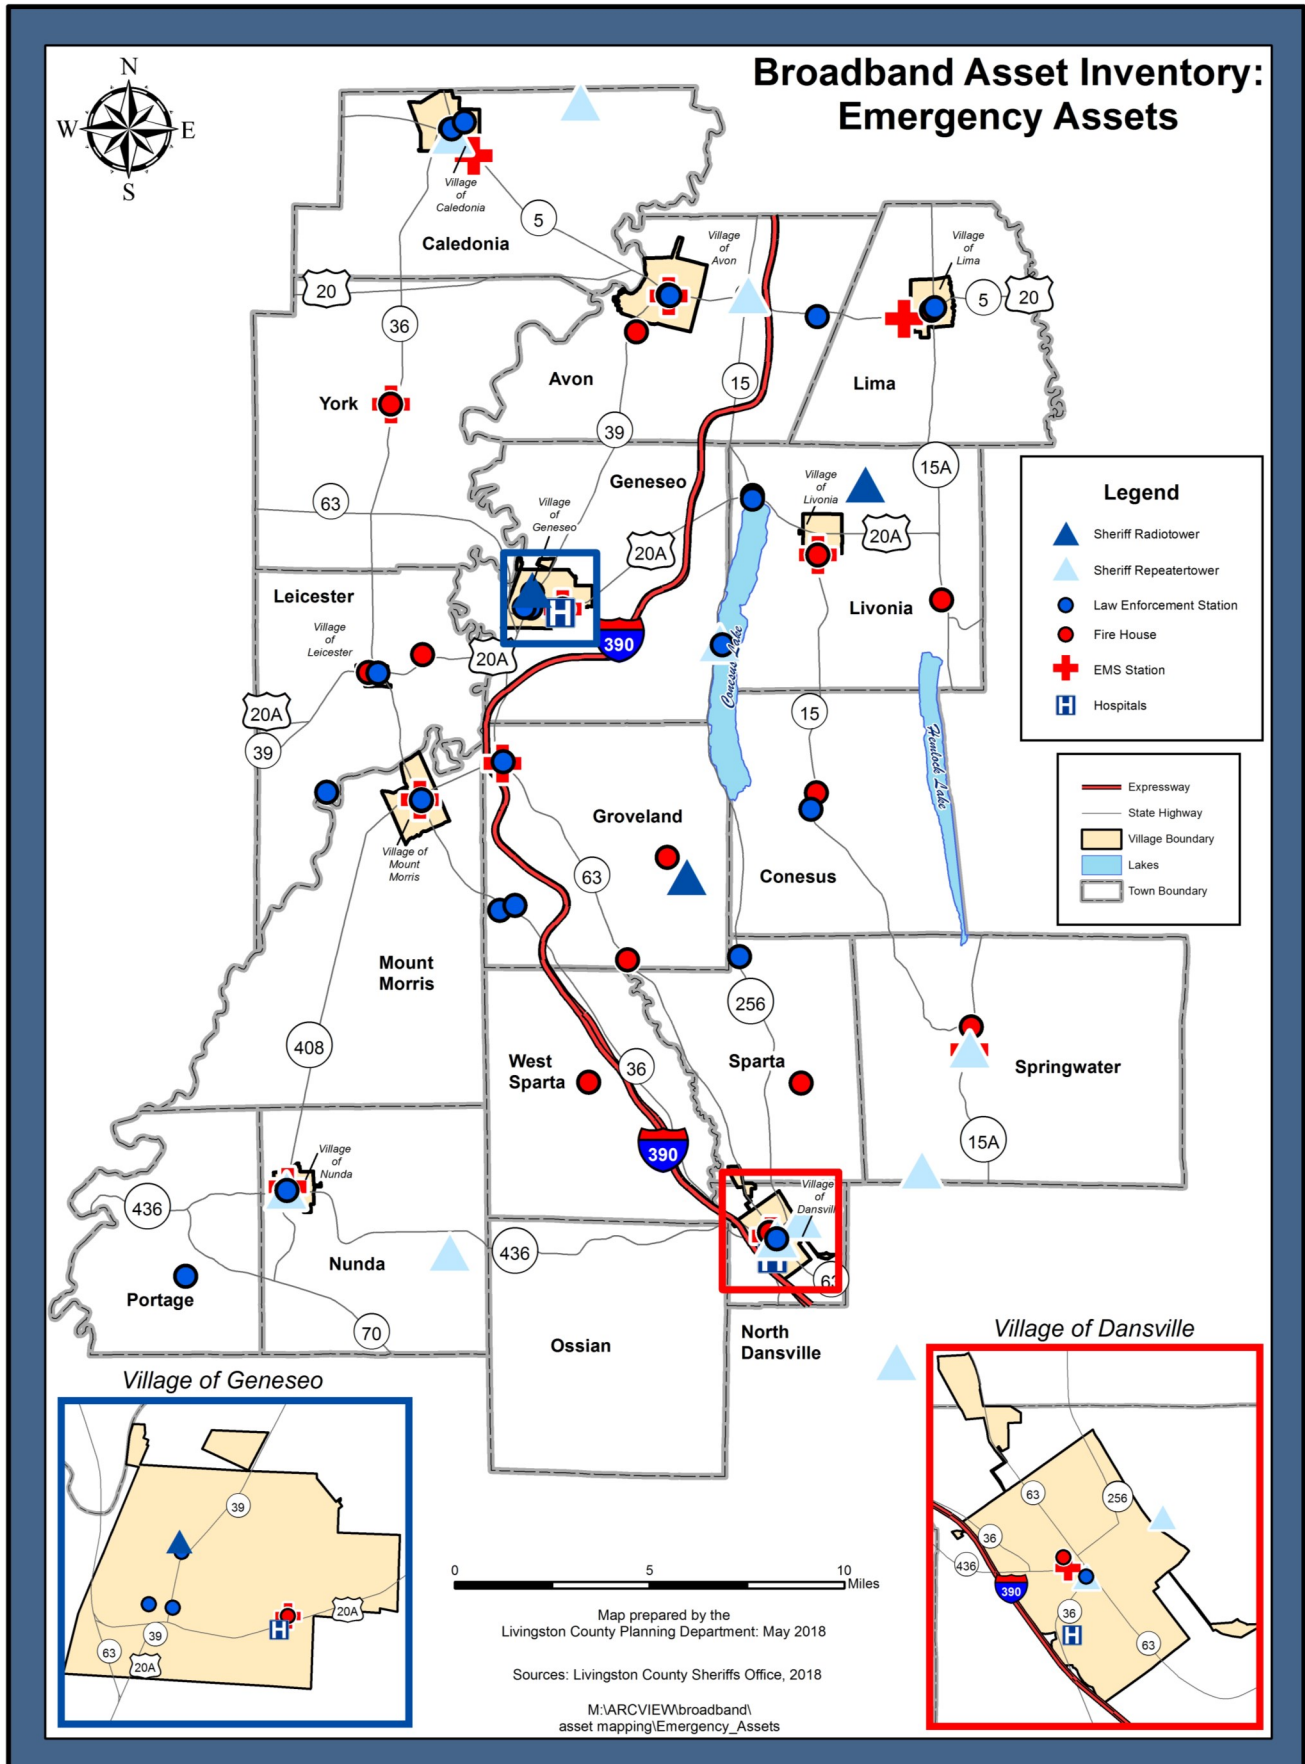 Broadband Asset Inventory:
Emergency Assets
N
W
E
S
Village
of
Caledonia
5
Caledonia
20
36
Village
of
Avon
Village
of
Lima
5
20
Avon
15
Lima
York
39
15A
63
Geneseo
Village
of
Geneseo
20A
Village
of
Livonia
20A
Livonia
Leicester
Village
of
Leicester
H
390
20A
Conesus Lake
20A
39
15
Hemlock Lake
Legend
Sheriff Radiotower
Sheriff Repeatertower
Law Enforcement Station
Fire House
EMS Station
H
Hospitals
Expressway
State Highway
Village Boundary
Lakes
Town Boundary
Groveland
Village of
Mount
Morris
63
Conesus
Mount
Morris
256
408
West
Sparta
36
Sparta
Springwater
390
15A
Village
of
Nunda
436
Village
of
Dansville
H
63
Nunda
436
Portage
70
Ossian
North
Dansville
Village of Geneseo
39
20A
H
39
63
20A
Village of Dansville
63
256
36
436
390
36
H
63
0
5
10
Miles
Map prepared by the
Livingston County Planning Department: May 2018
Sources: Livingston County Sheriffs Office, 2018
M:\ARCVIEW\broadband\
asset mapping\Emergency_Assets